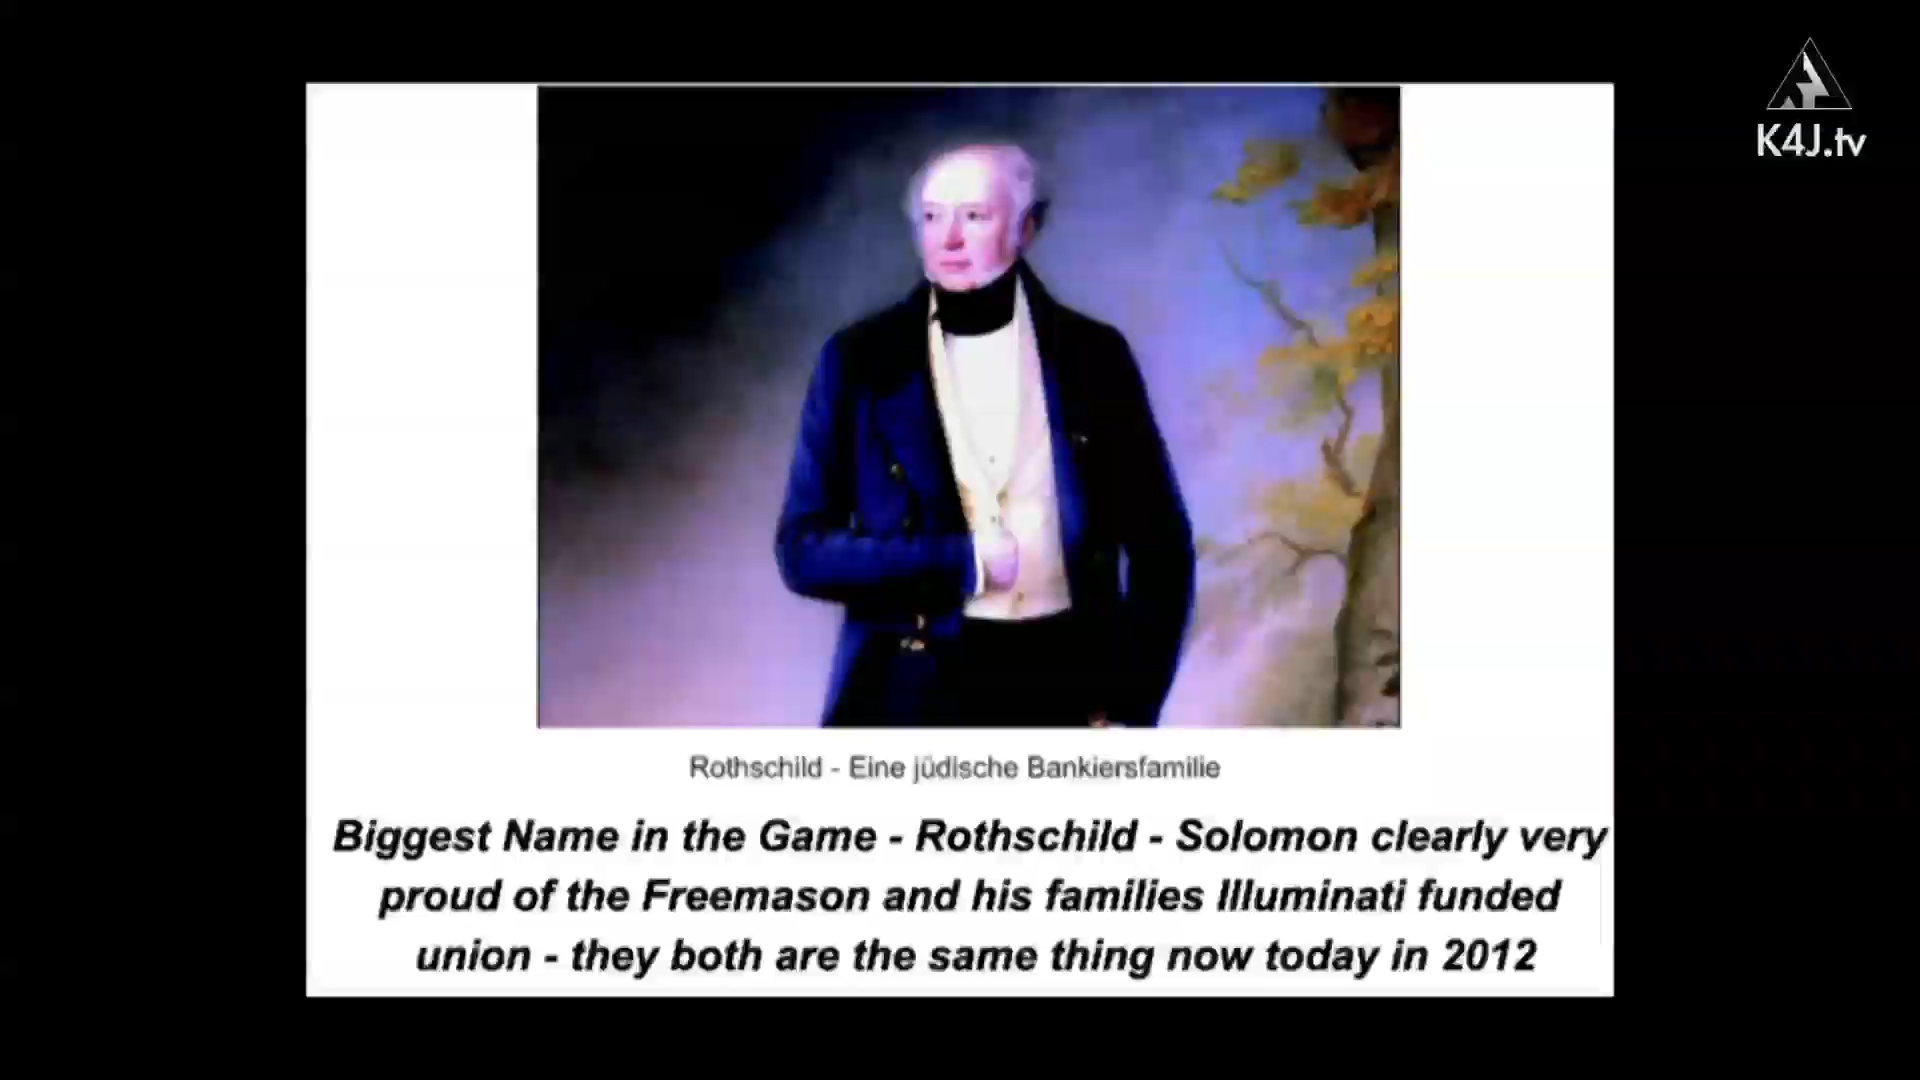 K4J.tv
Rothschild - Eine jüdische Bankiersfamilie
Biggest Name in the Game - Rothschild - Solomon clearly very
proud of the Freemason and his families Illuminati funded
union - they both are the same thing now today in 2012